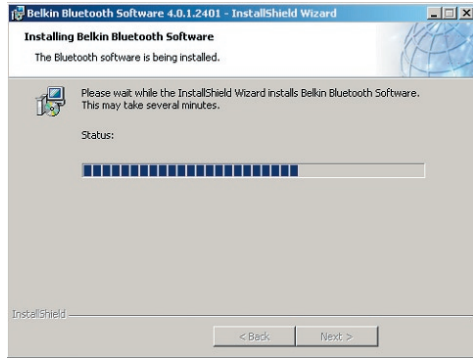 Belkin Bluetooth Software 4.0.1.2401 - InstallShield Wizard
Installing Belkin Bluetooth Software
The Bluetooth software is being installed.
Please wait while the InstallShield Wizard installs Belkin Bluetooth Software.
This may take several minutes.
Status:
InstallShield
< Back Next >